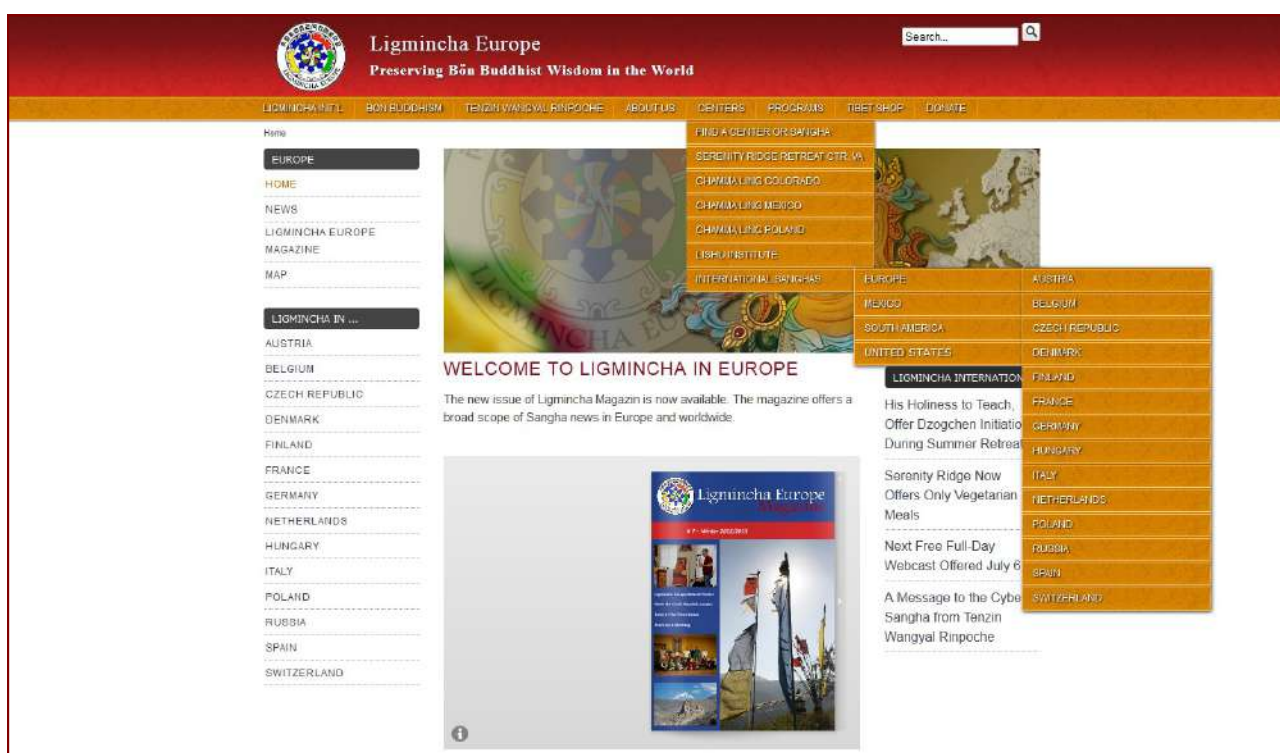 Ligmincha Europe
Preserving Bön Buddhist Wisdom in the World
Search...
LIGMINCHA INT'L BON BUDDHISM TENZIN WANGYAL RINPOCHE ABOUT US CENTERS PROGRAMS TIBET SHOP DONATE
Home
FIND A CENTER OR SANGHA
SERENITY RIDGE RETREAT CTR. VA
CHAMMA LING COLORADO
CHAMMA LING MEXICO
CHAMMA LING POLAND
LISHU INSTITUTE
INTERNATIONAL SANGHAS
EUROPE
MEXICO
SOUTH AMERICA
UNITED STATES
AUSTRIA
BELGIUM
CZECH REPUBLIC
DENMARK
FINLAND
FRANCE
GERMANY
HUNGARY
ITALY
NETHERLANDS
POLAND
RUSSIA
SPAIN
SWITZERLAND
EUROPE
HOME
NEWS
LIGMINCHA EUROPE
MAGAZINE
MAP
LIGMINCHA IN ...
AUSTRIA
BELGIUM
CZECH REPUBLIC
DENMARK
FINLAND
FRANCE
GERMANY
NETHERLANDS
HUNGARY
ITALY
POLAND
RUSSIA
SPAIN
SWITZERLAND
LIGMINCHA EU
WELCOME TO LIGMINCHA IN EUROPE
The new issue of Ligmincha Magazin is now available. The magazine offers a
broad scope of Sangha news in Europe and worldwide.
Ligmincha Europe
Magazine
# 7 - Winter 2012/2013
LIGMINCHA INTERNATION
His Holiness to Teach,
Offer Dzogchen Initiatio
During Summer Retreat
Serenity Ridge Now
Offers Only Vegetarian
Meals
Next Free Full-Day
Webcast Offered July 6
A Message to the Cybe
Sangha from Tenzin
Wangyal Rinpoche